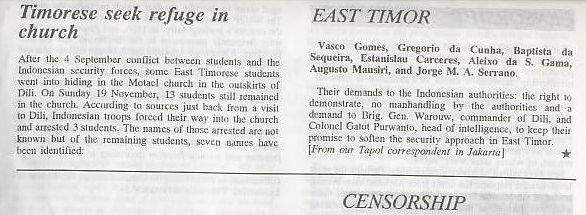 Timorese seek refuge in
church
After the 4 September conflict between students and the
Indonesian security forces, some East Timorese students
went into hiding in the Motael church in the outskirts of
Dili. On Sunday 19 November, 13 students still remained
in the church. According to sources just back from a visit
to Dili, Indonesian troops forced their way into the church
and arrested 3 students. The names of those arrested are not
known but of the remaining students, seven names have
been identified:
EAST TIMOR
Vasco Gomes, Gregorio da Cunha, Baptista da
Sequeira, Estanislau Carceres, Aleixo da S. Gama,
Augusto Mausiri, and Jorge M. A. Serrano.
Their demands to the Indonesian authorities: the right to
demonstrate, no manhandling by the authorities and a
demand to Brig. Gen. Warouw, commander of Dili, and
Colonel Gatot Purwanto, head of intelligence, to keep their
promise to soften the security approach in East Timor.
[From our Tapol correspondent in Jakarta] ★
CENSORSHIP